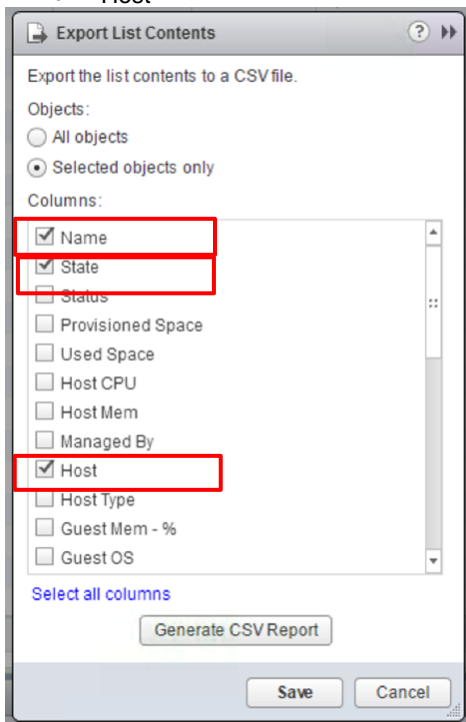 Host
Export List Contents
Export the list contents to a CSV file.
Objects:
All objects
Selected objects only
Columns:
Name
State
Status
Provisioned Space
Used Space
Host CPU
Host Mem
Managed By
Host
Host Type
Guest Mem - %
Guest OS
Select all columns
Generate CSV Report
Save Cancel